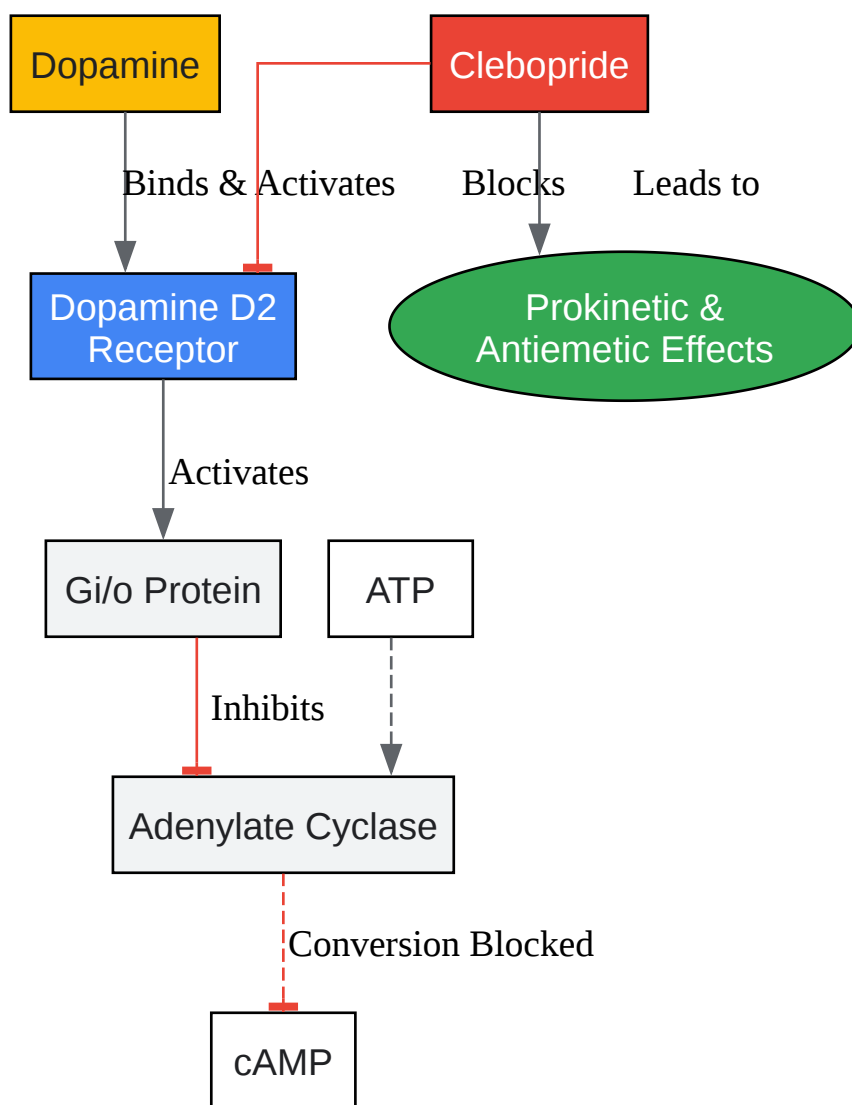 Dopamine
Clebopride
Binds & Activates
Blocks
Leads to
Dopamine D2
Receptor
Prokinetic &
Antiemetic Effects
Activates
Gi/o Protein
ATP
Inhibits
Adenylate Cyclase
Conversion Blocked
cAMP